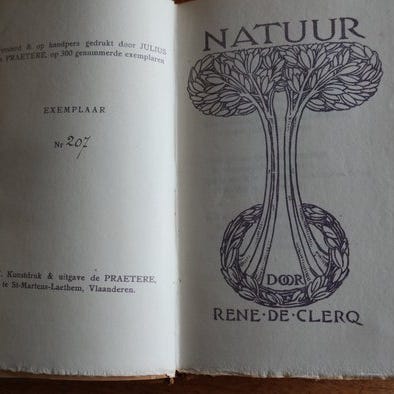 & op handpers gedrukt door JULIUS
PRAETERE, op 300 genummerde exemplaren
EXEMPLAAR
Nr 207
Kunstdruk & uitgave de PRAETERE,
te St-Martens-Laethem, Vlaanderen.
NATUUR
DOOR
RENE·DE·CLERQ